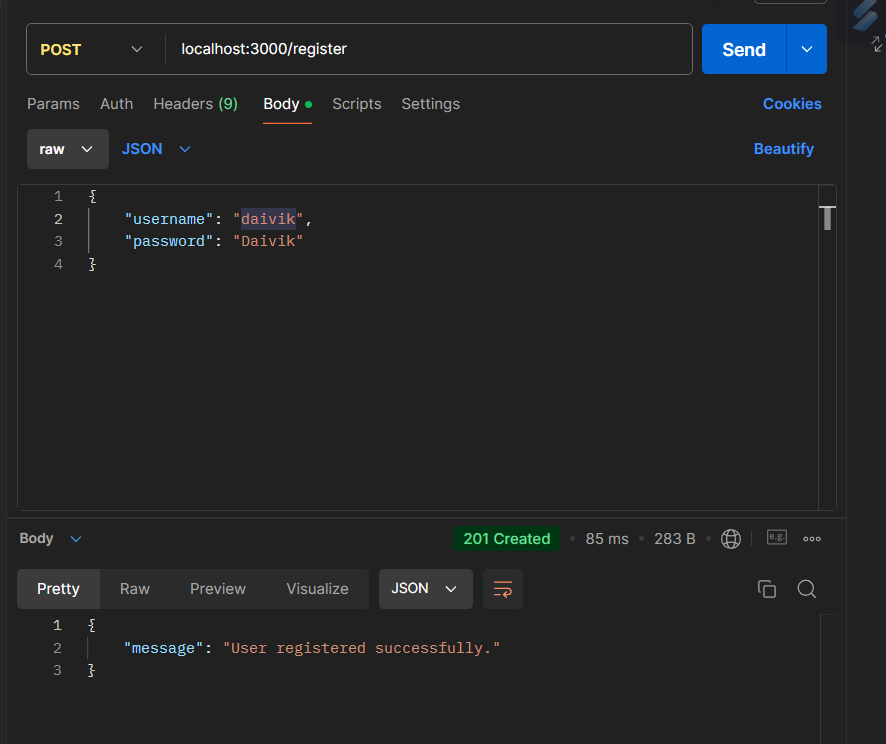 POST localhost:3000/register Send
Params Auth Headers (9) Body Scripts Settings Cookies
raw JSON Beautify
1 {
2 "username": "daivik",
3 "password": "Daivik"
4 }
Body 201 Created • 85 ms • 283 B • e.g.
Pretty Raw Preview Visualize JSON
1 {
2 "message": "User registered successfully."
3 }